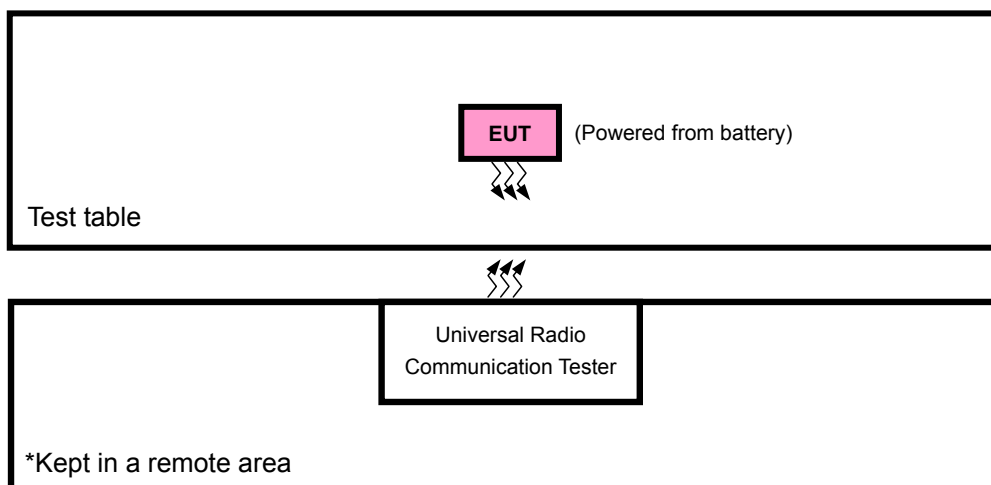 EUT
(Powered from battery)
Test table
Universal Radio
Communication Tester
*Kept in a remote area